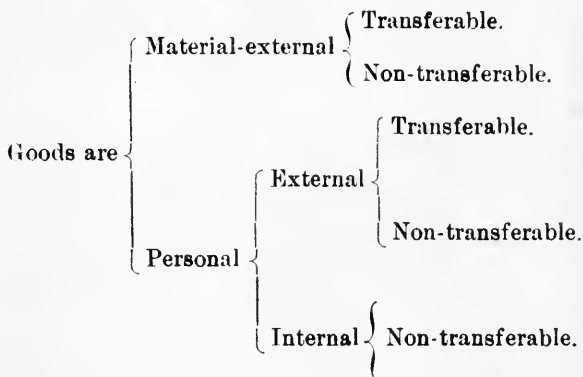 Transferable.
Material-external
Non-transferable.
Transferable.
Goods are
External
Non-transferable.
Personal
Internal Non-transferable.